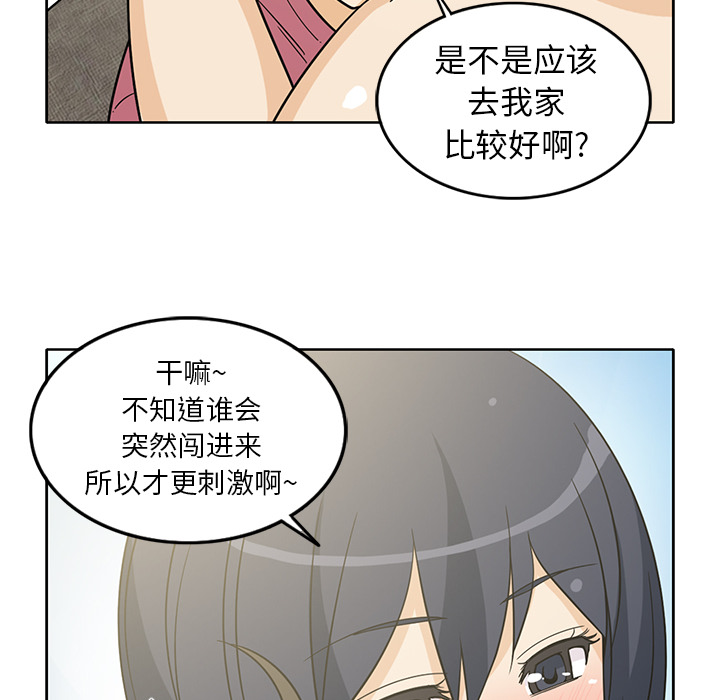 是不是应该
去我家
比较好啊?
干嘛~
不知道谁会
突然闯进来
所以才更刺激啊~